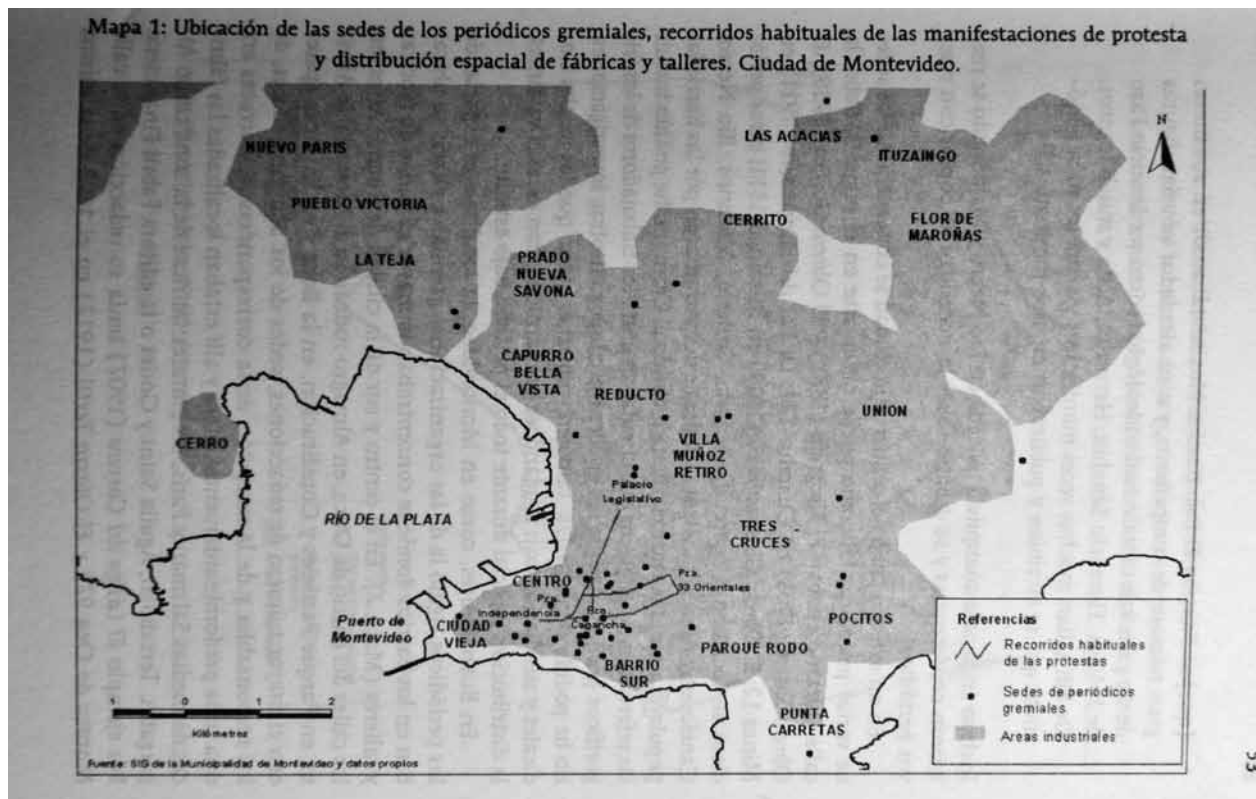 Mapa 1: Ubicación de las sedes de los periódicos gremiales, recorridos habituales de las manifestaciones de protesta
y distribución espacial de fábricas y talleres. Ciudad de Montevideo.
LAS ACACIAS
N
NUEVO PARIS
ITUZAINGO
PUEBLO VICTORIA
FLOR DE
MAROÑAS
CERRITO
LA TEJA
PRADO
NUEVA
SAVONA
CAPURRO
BELLA
VISTA
REDUCTO
UNION
CERRO
VILLA
MUÑOZ
RETIRO
Palacio
Legislativo
RÍO DE LA PLATA
TRES
CRUCES
CENTRO
Pza.
33 Orientales
Pza.
Independencia
Pza.
Cagancha
Puerto de
Montevideo
CIUDAD
VIEJA
POCITOS
PARQUE RODO
BARRIO
SUR
PUNTA
CARRETAS
Referencias
Recorridos habituales
de las protestas
Sedes de periódicos
gremiales
Areas industriales
1 0 1 2
Kilómetros
Fuente: SIG de la Municipalidad de Montevideo y datos propios